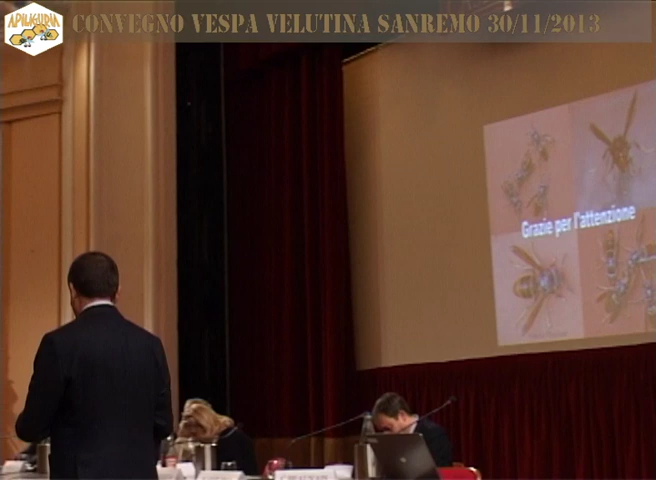 APILIGURIA
CONVEGNO VESPA VELUTINA SANREMO 30/11/2013
Grazie per l'attenzione